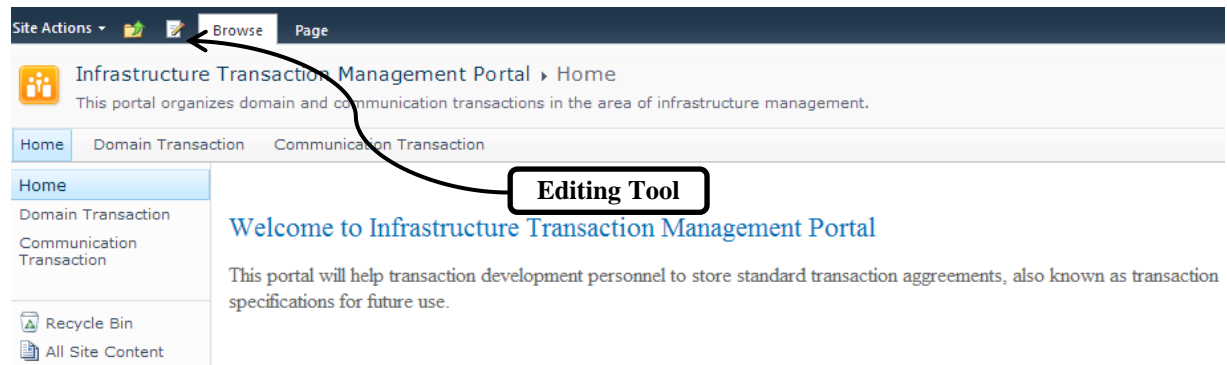 Site Actions Browse Page
Infrastructure Transaction Management Portal Home
This portal organizes domain and communication transactions in the area of infrastructure management.
Home Domain Transaction Communication Transaction
Editing Tool
Home
Domain Transaction
Communication
Transaction
Recycle Bin
All Site Content
Welcome to Infrastructure Transaction Management Portal
This portal will help transaction development personnel to store standard transaction aggreements, also known as transaction
specifications for future use.